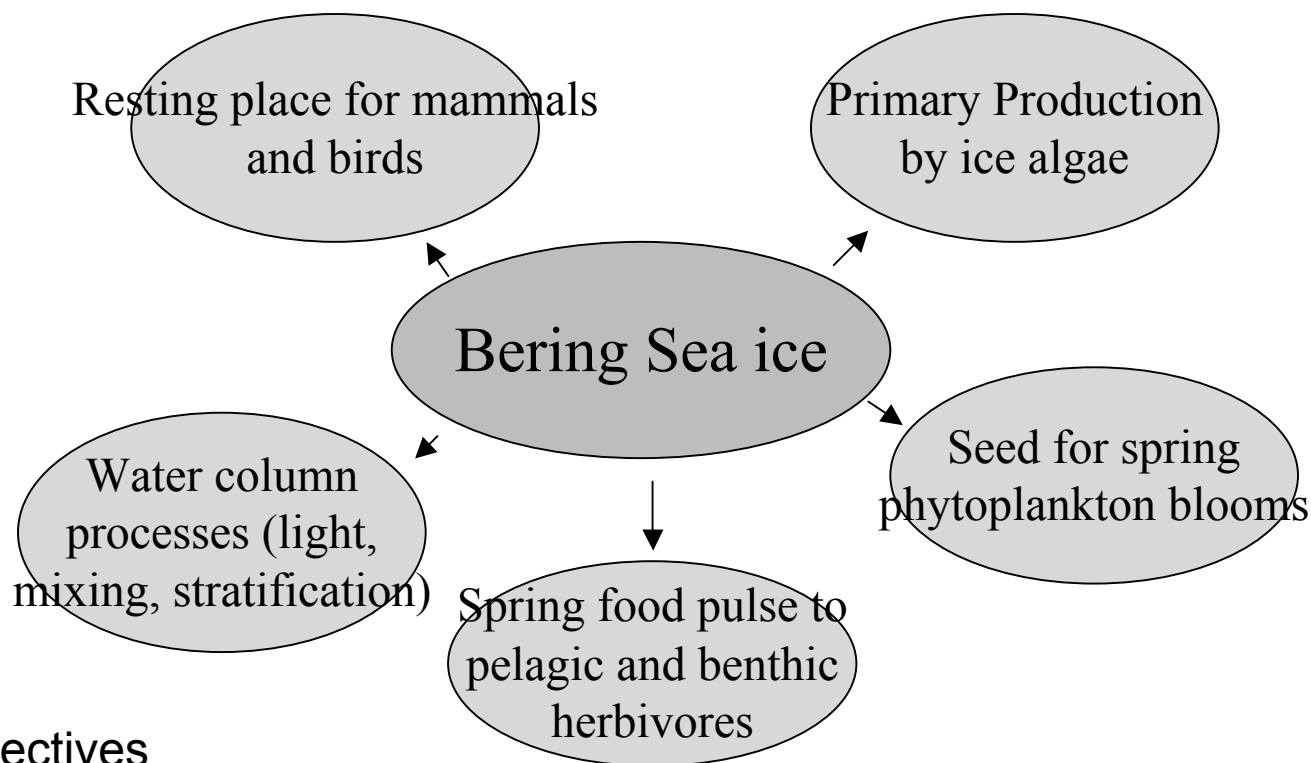 Resting place for mammals
and birds
Primary Production
by ice algae
Bering Sea ice
Water column
processes (light,
mixing, stratification)
Seed for spring
phytoplankton blooms
Spring food pulse to
pelagic and benthic
herbivores
ectives